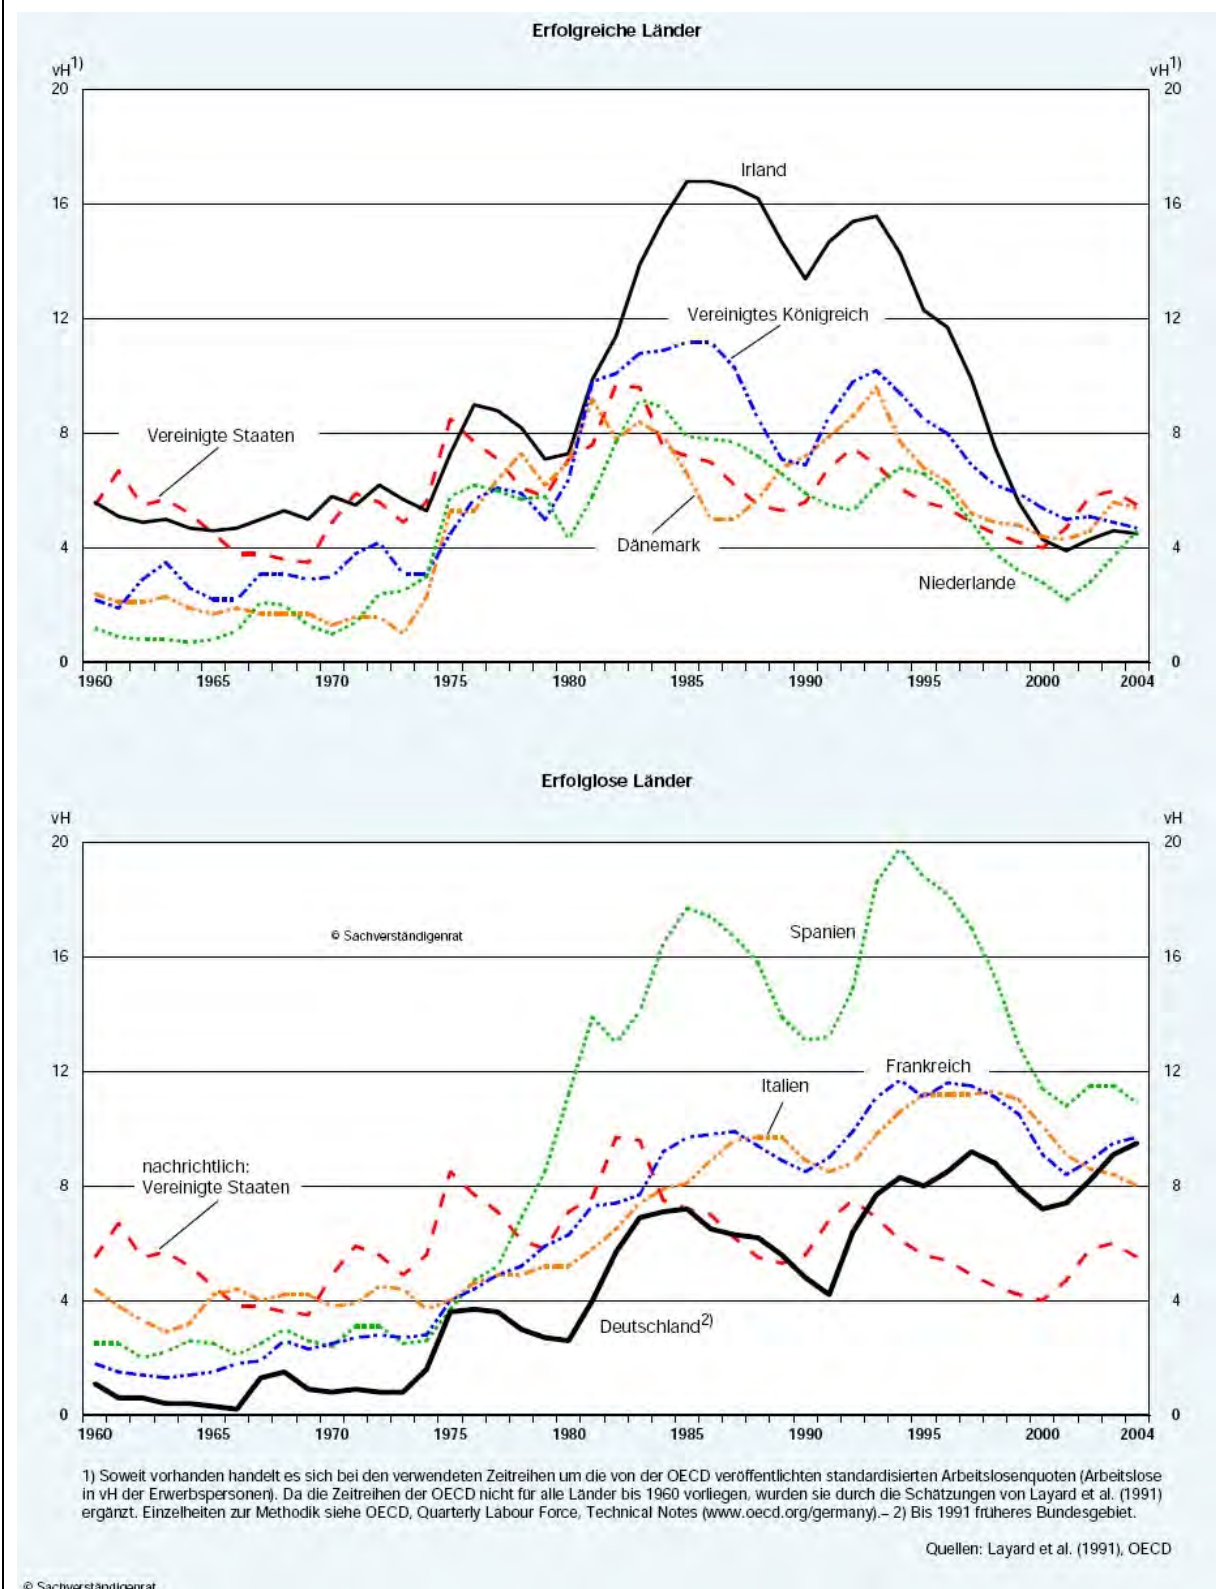 Erfolgreiche Länder
vH1) vH1)
20 20
Irland
16 16
Vereinigtes Königreich
12 12
Vereinigte Staaten
8 8
Dänemark
4 4
Niederlande
0 0
1960 1965 1970 1975 1980 1985 1990 1995 2000 2004
Erfolglose Länder
vH vH
20 20
Spanien
© Sachverständigenrat
16 16
12 12
Frankreich
Italien
nachrichtlich:
Vereinigte Staaten
8 8
4 4
Deutschland2)
0 0
1960 1965 1970 1975 1980 1985 1990 1995 2000 2004
1) Soweit vorhanden handelt es sich bei den verwendeten Zeitreihen um die von der OECD veröffentlichten standardisierten Arbeitslosenquoten (Arbeitslose
in vH der Erwerbspersonen). Da die Zeitreihen der OECD nicht für alle Länder bis 1960 vorliegen, wurden sie durch die Schätzungen von Layard et al. (1991)
ergänzt. Einzelheiten zur Methodik siehe OECD, Quarterly Labour Force, Technical Notes (www.oecd.org/germany).– 2) Bis 1991 früheres Bundesgebiet.
Quellen: Layard et al. (1991), OECD
© Sachverständigenrat